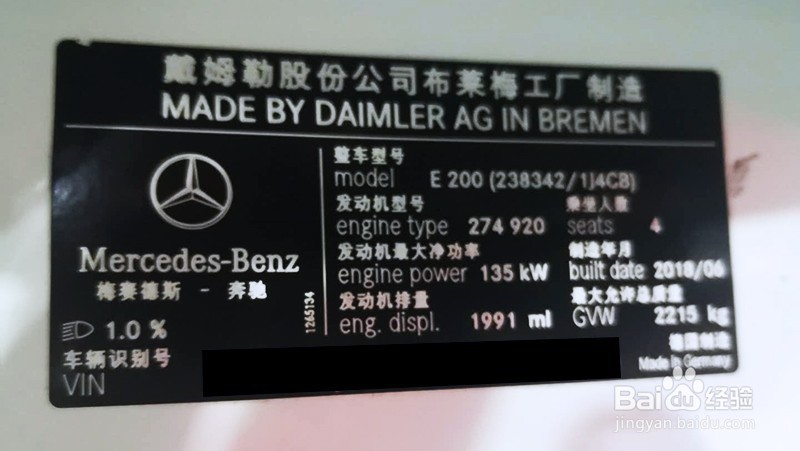 戴姆勒股份公司布莱梅工厂制造
MADE BY DAIMLER AG IN BREMEN
Mercedes-Benz
梅赛德斯 - 奔驰
1.0 %
1265134
整车型号
model E 200 (238342/1J4CB)
发动机型号 乘坐人数
engine type 274 920 seats 4
发动机最大净功率 制造年月
engine power 135 kW built date 2018/06
发动机排量 最大允许总质量
eng. displ. 1991 ml GVW 2215 kg
车辆识别号 德国制造
VIN Made in Germany
Baidu经验
jingyan.baidu.com